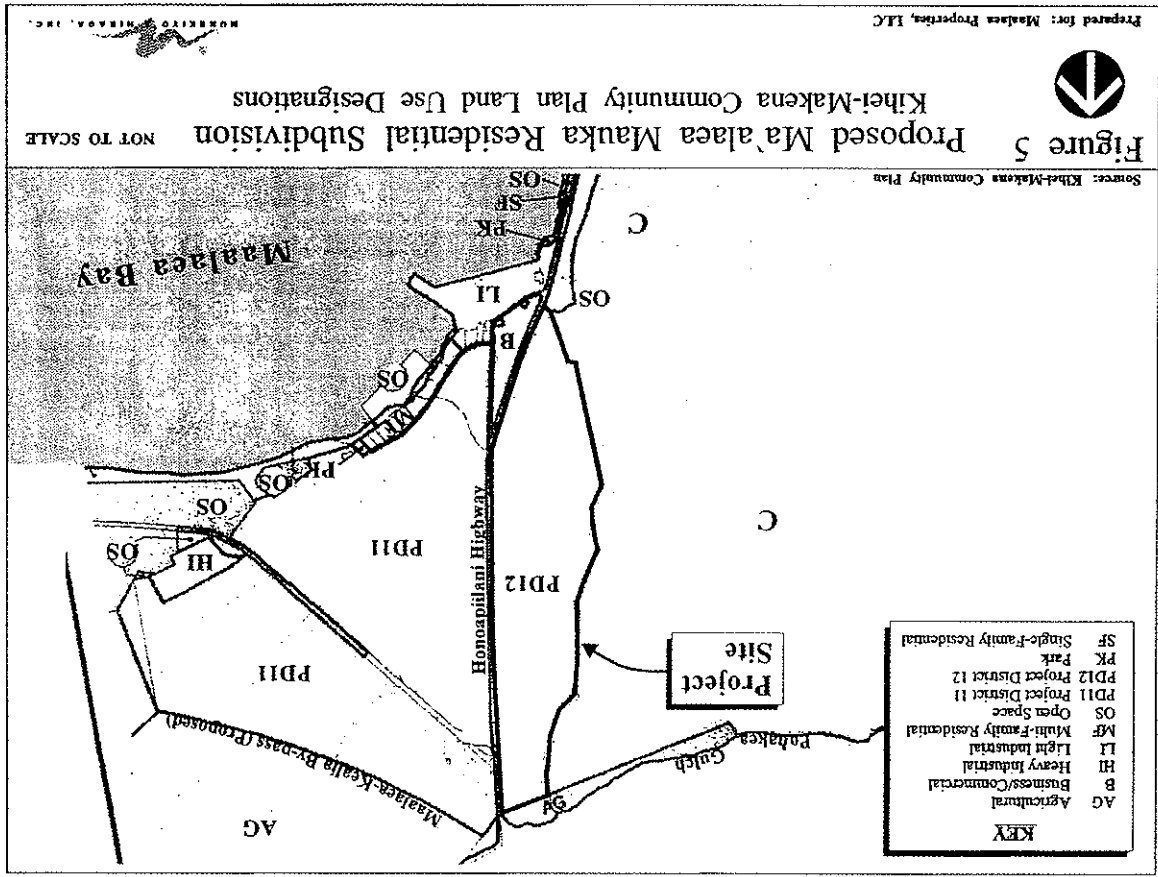 KEY
AG Agricultural
B Business/Commercial
HI Heavy Industrial
LI Light Industrial
MF Multi-Family Residential
OS Open Space
PD11 Project District 11
PD12 Project District 12
PK Park
SF Single-Family Residential
AG
AG
Pohakea
Gulch
Maalaea-Kealia By-pass (Proposed)
Project
Site
PD11
HI
OS
PD12
Honoapiilani Highway
PD11
OS
C
OS
PK
MF
OS
B
LI
OS
Maalaea Bay
C
PK
SF
OS
Source: Kihei-Makena Community Plan
Figure 5
Proposed Ma`alaea Mauka Residential Subdivision
Kihei-Makena Community Plan Land Use Designations
NOT TO SCALE
Prepared for: Maalaea Properties, LLC
MUNEKIYO HIRAGA, INC.